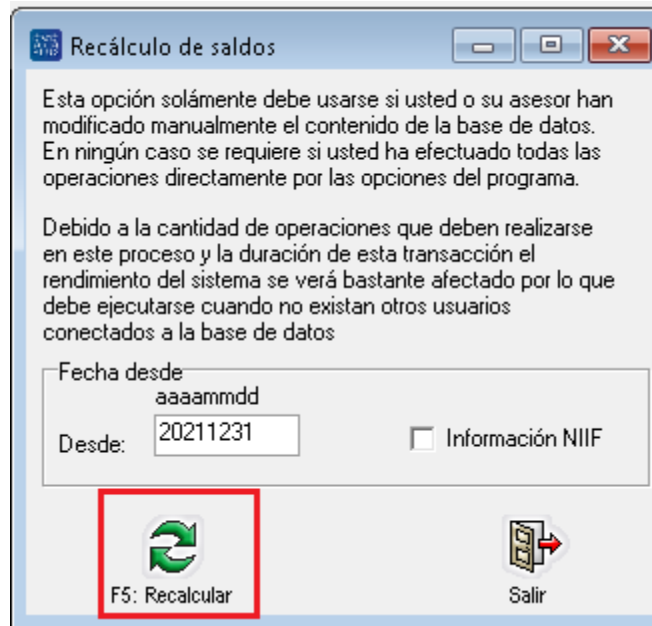 Recálculo de saldos
Esta opción solámente debe usarse si usted o su asesor han
modificado manualmente el contenido de la base de datos.
En ningún caso se requiere si usted ha efectuado todas las
operaciones directamente por las opciones del programa.
Debido a la cantidad de operaciones que deben realizarse
en este proceso y la duración de esta transacción el
rendimiento del sistema se verá bastante afectado por lo que
debe ejecutarse cuando no existan otros usuarios
conectados a la base de datos
Fecha desde
aaaammdd
Desde: 20211231 Información NIIF
F5: Recalcular Salir